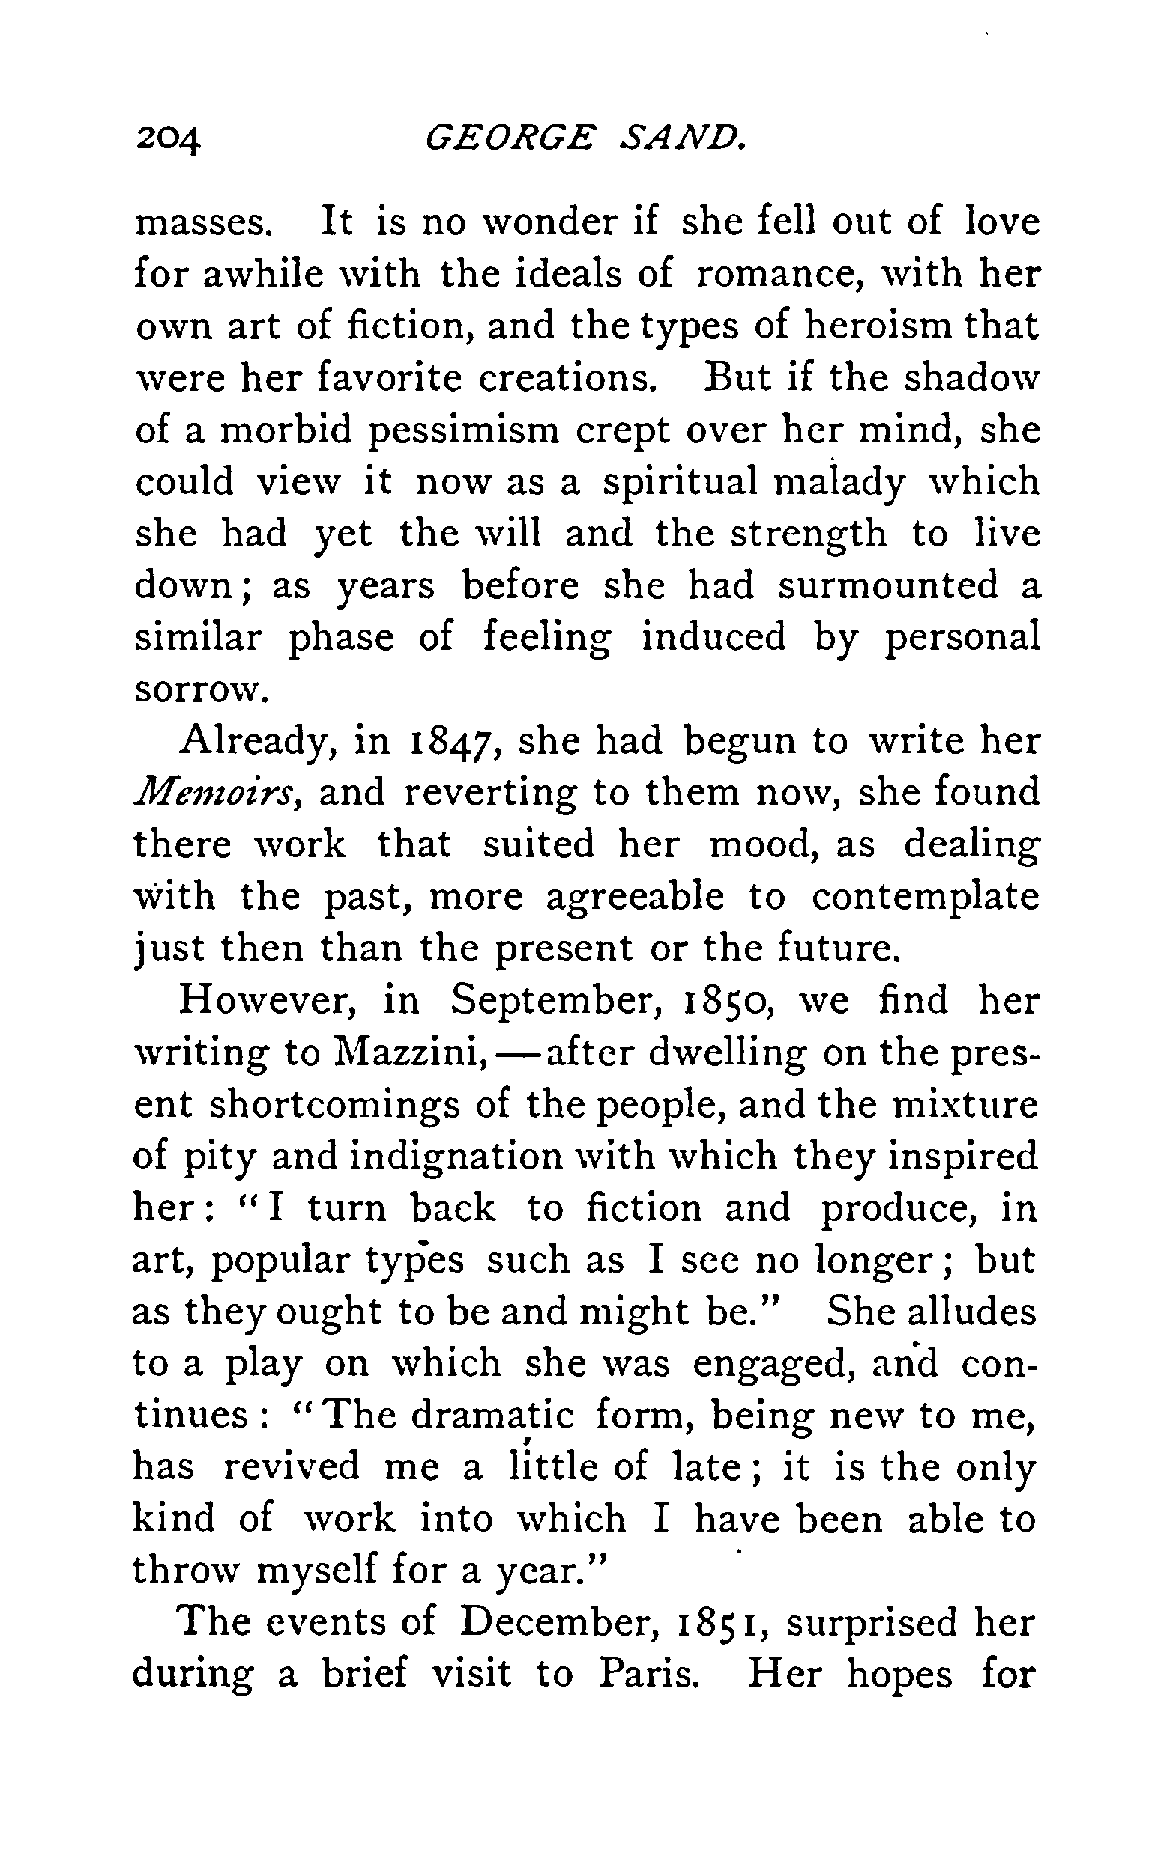 204 GEORGE SAND.
masses. It is no wonder if she fell out of love
for awhile with the ideals of romance, with her
own art of fiction, and the types of heroism that
were her favorite creations. But if the shadow
of a morbid pessimism crept over her mind, she
could view it now as a spiritual malady which
she had yet the will and the strength to live
down; as years before she had surmounted a
similar phase of feeling induced by personal
sorrow.
Already, in 1847, she had begun to write her
Memoirs, and reverting to them now, she found
there work that suited her mood, as dealing
with the past, more agreeable to contemplate
just then than the present or the future.
However, in September, 1850, we find her
writing to Mazzini,—after dwelling on the pres-
ent shortcomings of the people, and the mixture
of pity and indignation with which they inspired
her: "I turn back to fiction and produce, in
art, popular types such as I see no longer; but
as they ought to be and might be." She alludes
to a play on which she was engaged, and con-
tinues: "The dramatic form, being new to me,
has revived me a little of late; it is the only
kind of work into which I have been able to
throw myself for a year."
The events of December, 1851, surprised her
during a brief visit to Paris. Her hopes for